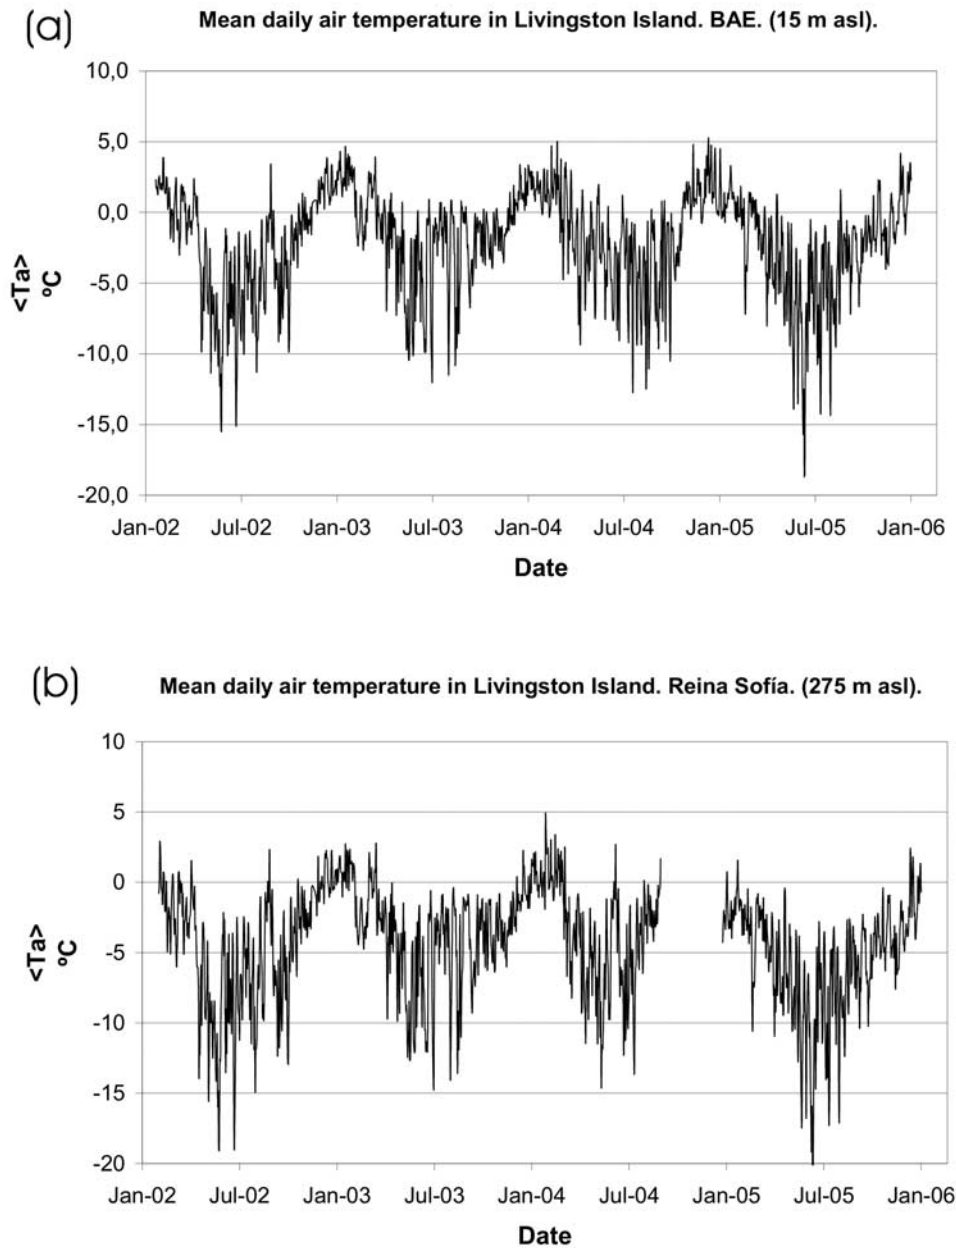 (a)
Mean daily air temperature in Livingston Island. BAE. (15 m asl).
10,0
5,0
0,0
-5,0
-10,0
-15,0
-20,0
<Ta>
ºC
Jan-02 Jul-02 Jan-03 Jul-03 Jan-04 Jul-04 Jan-05 Jul-05 Jan-06
Date
(b)
Mean daily air temperature in Livingston Island. Reina Sofía. (275 m asl).
10
5
0
-5
-10
-15
-20
<Ta>
ºC
Jan-02 Jul-02 Jan-03 Jul-03 Jan-04 Jul-04 Jan-05 Jul-05 Jan-06
Date